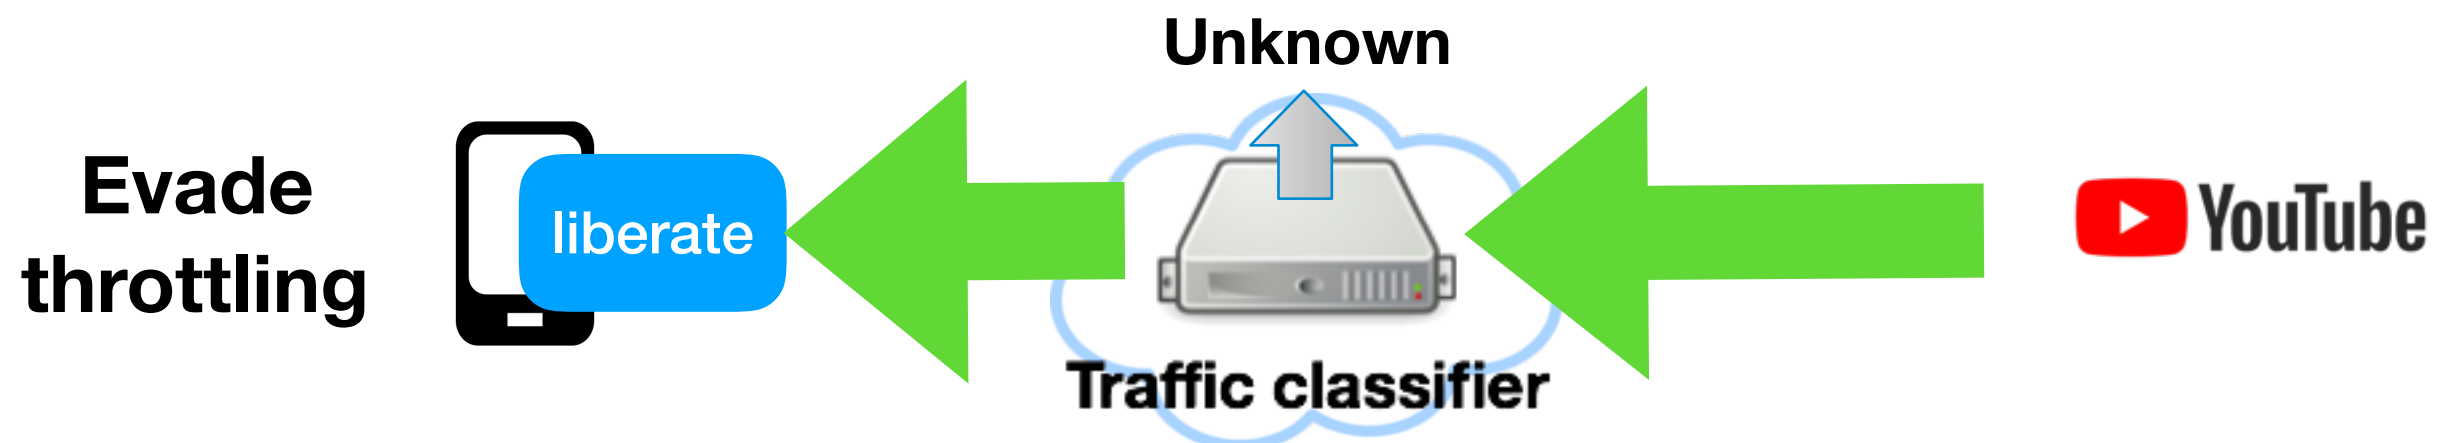 Unknown
Evade
throttling
liberate
YouTube
Traffic classifier